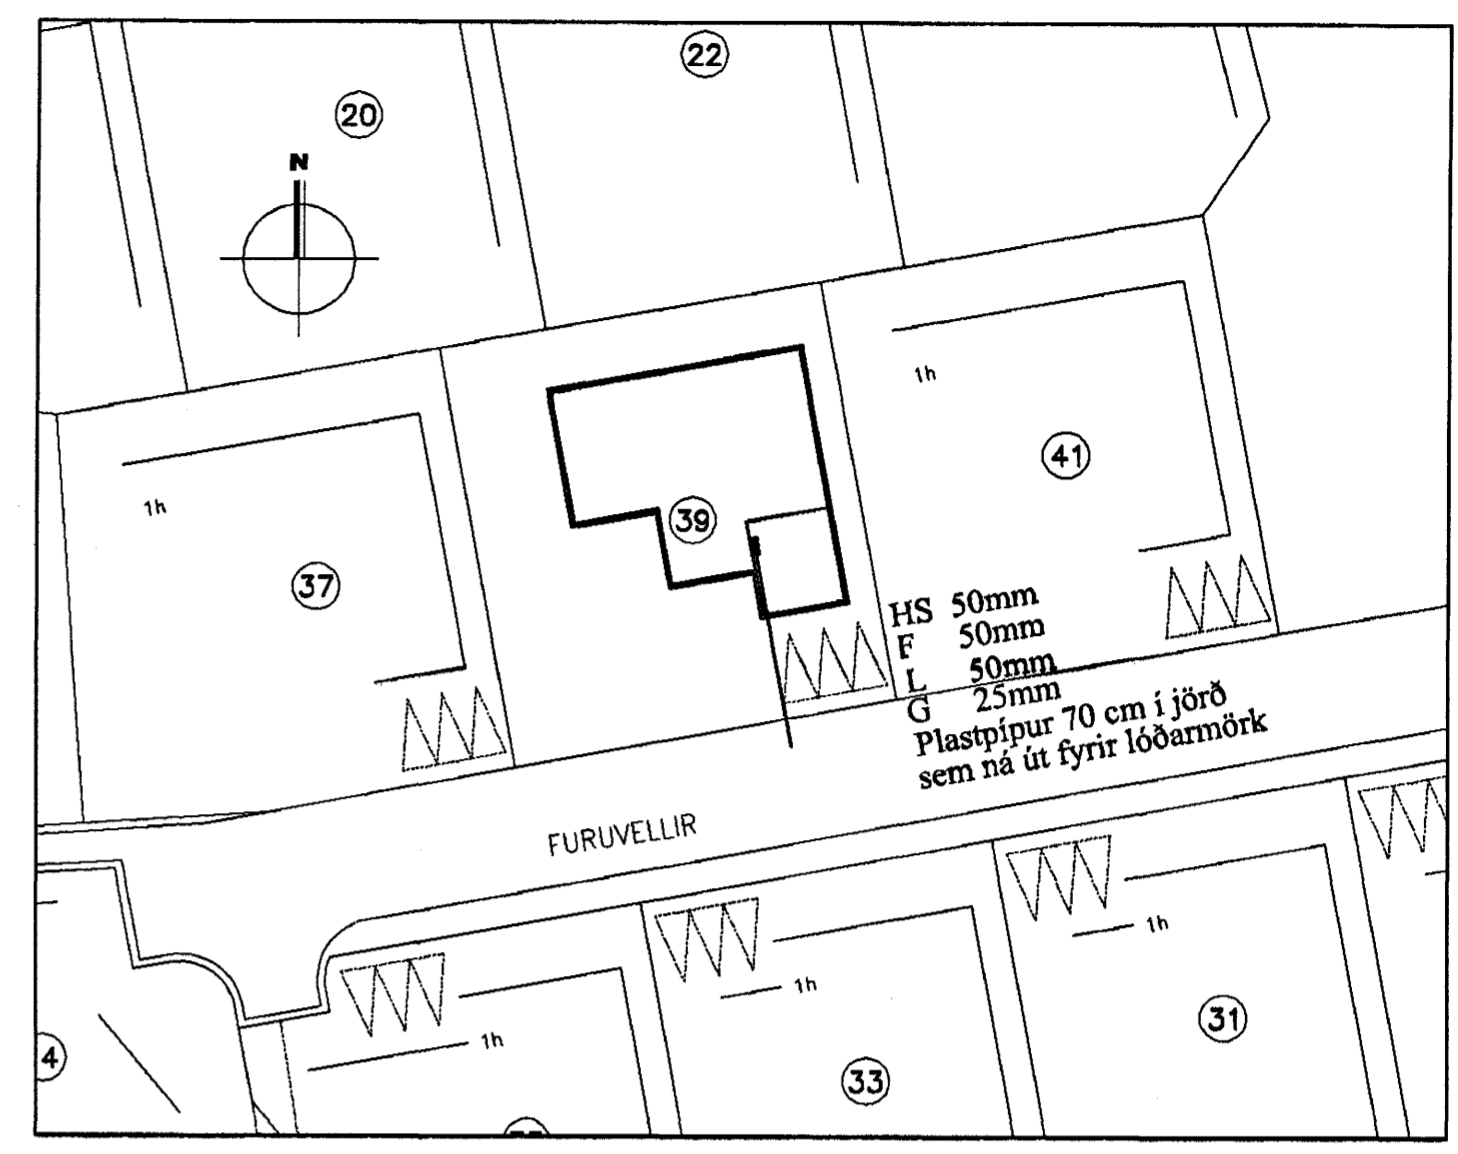 22
20
N
1h
41
39
1h
37
HS 50mm
F 50mm
L 50mm
G 25mm
Plastpípur 70 cm í jörð
sem ná út fyrir lóðarmörk
FURUVELLIR
1h
1h
1h
31
4
33